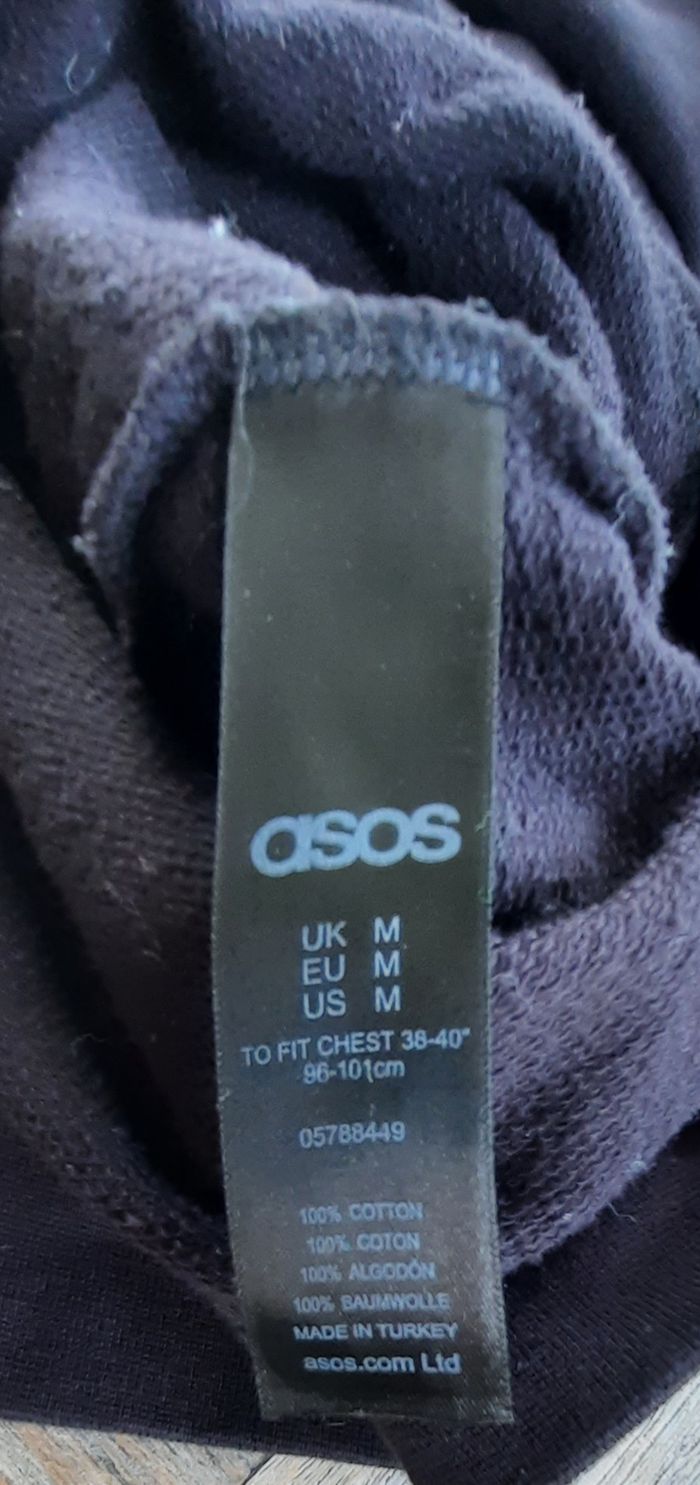 asos
UK M
EU M
US M
TO FIT CHEST 38-40"
96-101cm
05788449
100% COTTON
100% COTON
100% ALGODÓN
100% BAUMWOLLE
MADE IN TURKEY
asos.com Ltd